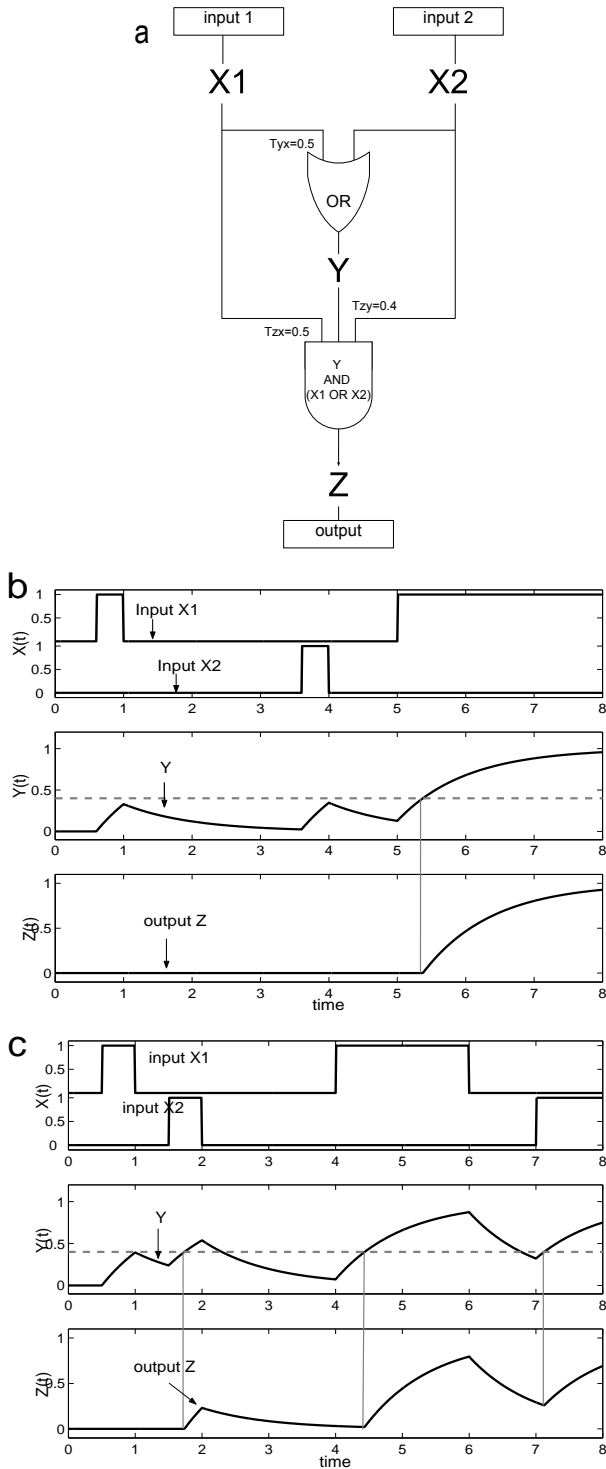 a
input 1
input 2
X1
X2
Tyx=0.5
OR
Y
Tzy=0.4
Tzx=0.5
Y
AND
(X1 OR X2)
Z
output
b
1
0.5
1
0.5
0
X(t)
Input X1
Input X2
0 1 2 3 4 5 6 7 8
1
0.5
0
Y(t)
Y
0 1 2 3 4 5 6 7 8
1
0.5
0
Z(t)
output Z
0 1 2 3 4 5 6 7 8
time
c
1
0.5
1
0.5
0
X(t)
input X1
input X2
0 1 2 3 4 5 6 7 8
1
0.5
0
Y(t)
Y
0 1 2 3 4 5 6 7 8
1
0.5
0
Z(t)
output Z
0 1 2 3 4 5 6 7 8
time